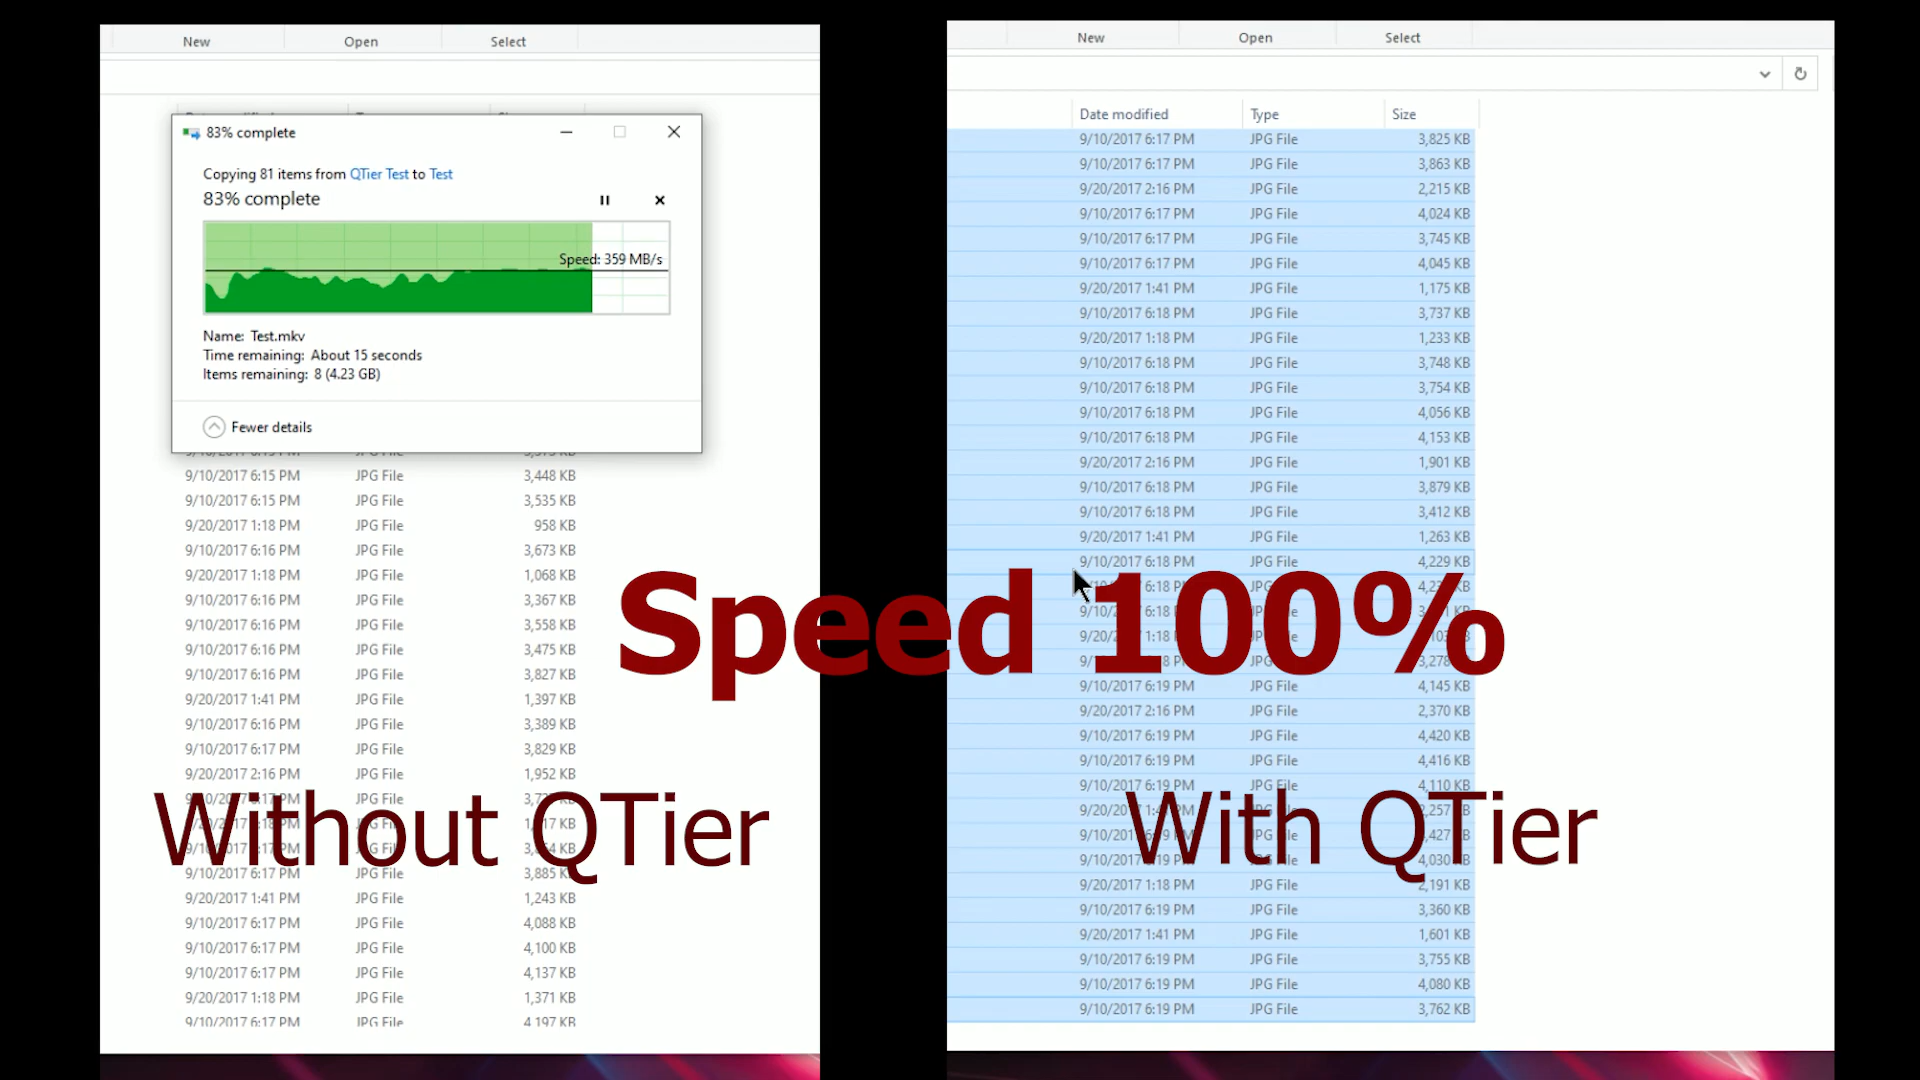 New Open Select
83% complete
Copying 81 items from QTier Test to Test
83% complete
Speed: 359 MB/s
Name: Test.mkv
Time remaining: About 15 seconds
Items remaining: 8 (4.23 GB)
Fewer details
9/10/2017 6:15 PM JPG File 3,448 KB
9/10/2017 6:15 PM JPG File 3,535 KB
9/20/2017 1:18 PM JPG File 958 KB
9/10/2017 6:16 PM JPG File 3,673 KB
9/20/2017 1:18 PM JPG File 1,068 KB
9/10/2017 6:16 PM JPG File 3,367 KB
9/10/2017 6:16 PM JPG File 3,558 KB
9/10/2017 6:16 PM JPG File 3,475 KB
9/10/2017 6:16 PM JPG File 3,827 KB
9/20/2017 1:41 PM JPG File 1,397 KB
9/10/2017 6:16 PM JPG File 3,389 KB
9/10/2017 6:17 PM JPG File 3,829 KB
9/20/2017 2:16 PM JPG File 1,952 KB
Without QTier
9/10/2017 6:17 PM JPG File 3,885 KB
9/20/2017 1:41 PM JPG File 1,243 KB
9/10/2017 6:17 PM JPG File 4,088 KB
9/10/2017 6:17 PM JPG File 4,100 KB
9/10/2017 6:17 PM JPG File 4,137 KB
9/20/2017 1:18 PM JPG File 1,371 KB
9/10/2017 6:17 PM JPG File 4,197 KB
New Open Select
Date modified Type Size
9/10/2017 6:17 PM JPG File 3,825 KB
9/10/2017 6:17 PM JPG File 3,863 KB
9/20/2017 2:16 PM JPG File 2,215 KB
9/10/2017 6:17 PM JPG File 4,024 KB
9/10/2017 6:17 PM JPG File 3,745 KB
9/10/2017 6:17 PM JPG File 4,045 KB
9/20/2017 1:41 PM JPG File 1,175 KB
9/10/2017 6:18 PM JPG File 3,737 KB
9/20/2017 1:18 PM JPG File 1,233 KB
9/10/2017 6:18 PM JPG File 3,748 KB
9/10/2017 6:18 PM JPG File 3,754 KB
9/10/2017 6:18 PM JPG File 4,056 KB
9/10/2017 6:18 PM JPG File 4,153 KB
9/20/2017 2:16 PM JPG File 1,901 KB
9/10/2017 6:18 PM JPG File 3,879 KB
9/10/2017 6:18 PM JPG File 3,412 KB
9/20/2017 1:41 PM JPG File 1,263 KB
9/10/2017 6:18 PM JPG File 4,229 KB
Speed 100%
9/10/2017 6:19 PM JPG File 4,145 KB
9/20/2017 2:16 PM JPG File 2,370 KB
9/10/2017 6:19 PM JPG File 4,420 KB
9/10/2017 6:19 PM JPG File 4,416 KB
9/10/2017 6:19 PM JPG File 4,110 KB
With QTier
9/20/2017 1:18 PM JPG File 2,191 KB
9/10/2017 6:19 PM JPG File 3,360 KB
9/20/2017 1:41 PM JPG File 1,601 KB
9/10/2017 6:19 PM JPG File 3,755 KB
9/10/2017 6:19 PM JPG File 4,080 KB
9/10/2017 6:19 PM JPG File 3,762 KB